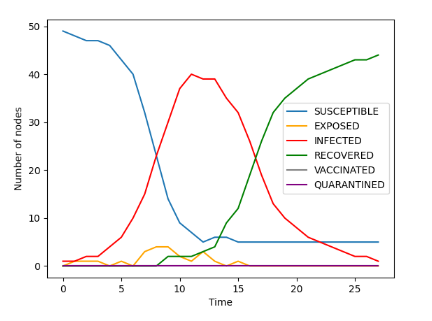 50
40
30
20
10
0
Number of nodes
SUSCEPTIBLE
EXPOSED
INFECTED
RECOVERED
VACCINATED
QUARANTINED
0 5 10 15 20 25
Time